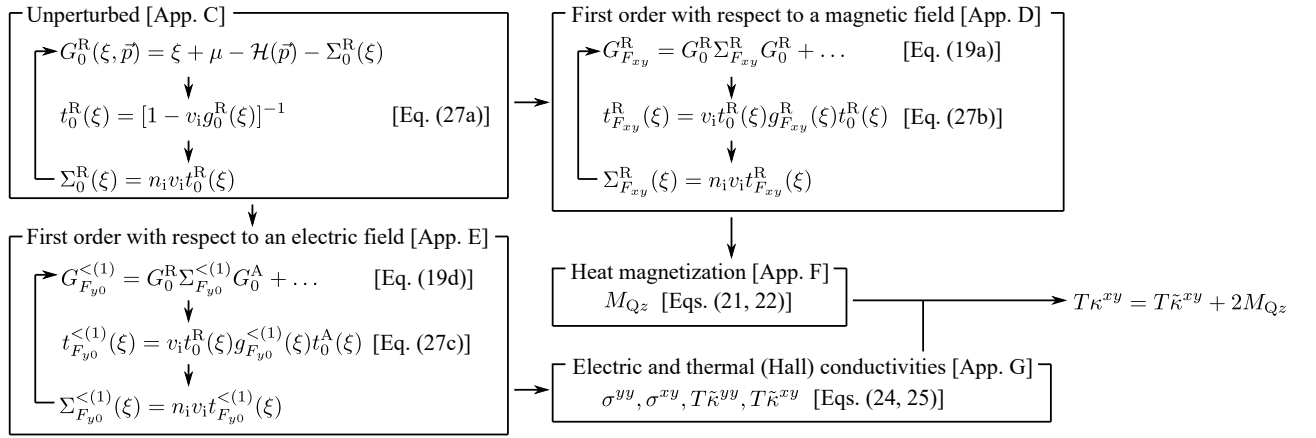 Unperturbed [App. C]
G_0^R(ξ, p⃗) = ξ + μ − ℋ(p⃗) − Σ_0^R(ξ)
t_0^R(ξ) = [1 − v_i g_0^R(ξ)]^{−1} [Eq. (27a)]
Σ_0^R(ξ) = n_i v_i t_0^R(ξ)
First order with respect to a magnetic field [App. D]
G_{F_{xy}}^R = G_0^R Σ_{F_{xy}}^R G_0^R + … [Eq. (19a)]
t_{F_{xy}}^R(ξ) = v_i t_0^R(ξ) g_{F_{xy}}^R(ξ) t_0^R(ξ) [Eq. (27b)]
Σ_{F_{xy}}^R(ξ) = n_i v_i t_{F_{xy}}^R(ξ)
First order with respect to an electric field [App. E]
G_{F_{y0}}^{<(1)} = G_0^R Σ_{F_{y0}}^{<(1)} G_0^A + … [Eq. (19d)]
t_{F_{y0}}^{<(1)}(ξ) = v_i t_0^R(ξ) g_{F_{y0}}^{<(1)}(ξ) t_0^A(ξ) [Eq. (27c)]
Σ_{F_{y0}}^{<(1)}(ξ) = n_i v_i t_{F_{y0}}^{<(1)}(ξ)
Heat magnetization [App. F]
M_{Qz} [Eqs. (21, 22)]
Tκ^{xy} = Tκ̃^{xy} + 2M_{Qz}
Electric and thermal (Hall) conductivities [App. G]
σ^{yy}, σ^{xy}, Tκ̃^{yy}, Tκ̃^{xy} [Eqs. (24, 25)]